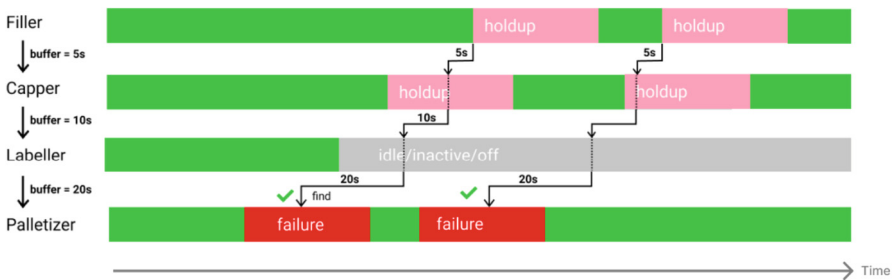 Filler
holdup
holdup
buffer = 5s
5s
5s
Capper
holdup
holdup
buffer = 10s
10s
Labeller
idle/inactive/off
buffer = 20s
20s
20s
find
Palletizer
failure
failure
Time